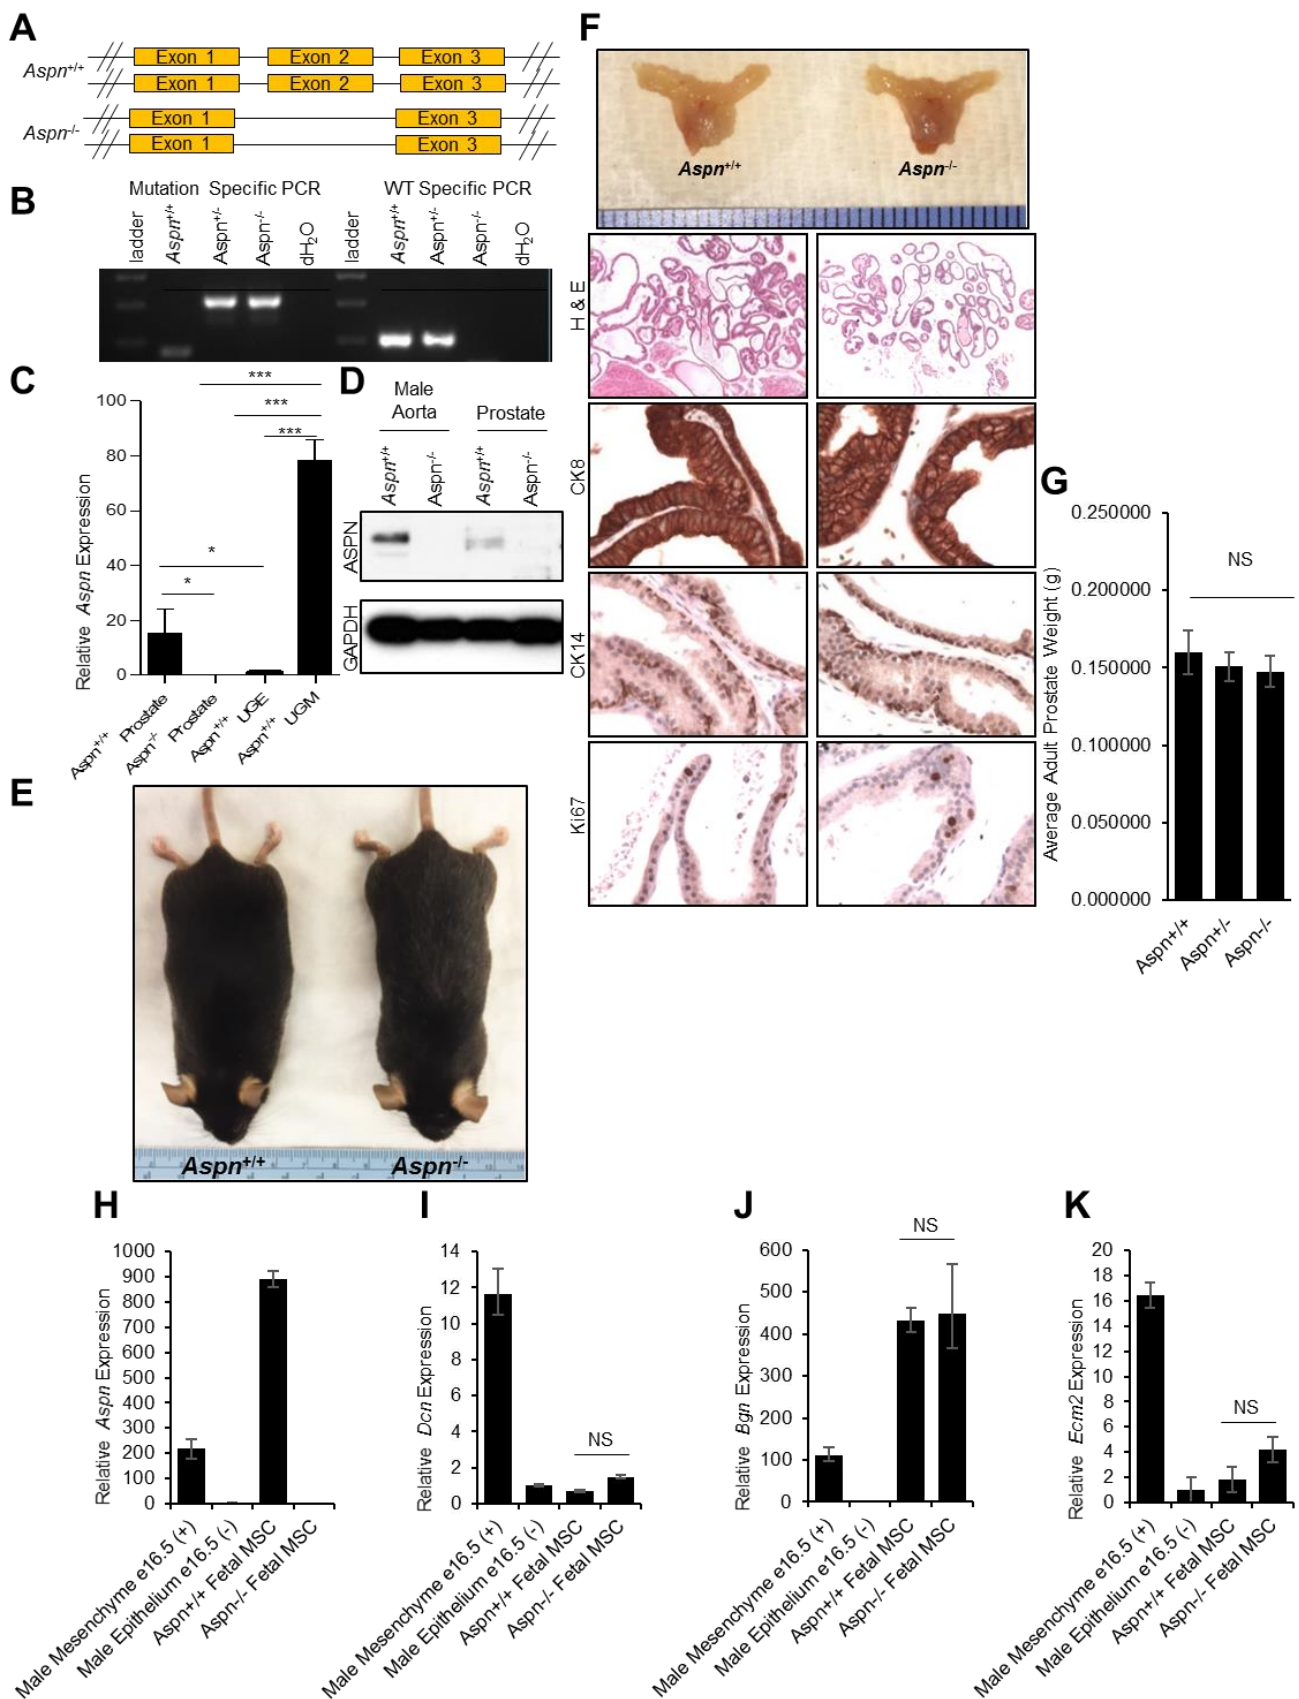 A
Aspn+/+
Exon 1 Exon 2 Exon 3
Exon 1 Exon 2 Exon 3
Aspn-/-
Exon 1 Exon 3
Exon 1 Exon 3
B
Mutation Specific PCR
WT Specific PCR
ladder
Aspn+/+
Aspn+/-
Aspn-/-
dH2O
ladder
Aspn+/+
Aspn+/-
Aspn-/-
dH2O
C
Relative Aspn Expression
100
80
60
40
20
0
***
***
***
*
*
Aspn+/+ Prostate
Aspn-/- Prostate
Aspn+/+ UGE
Aspn+/+ UGM
D
Male
Aorta
Prostate
Aspn+/+
Aspn-/-
Aspn+/+
Aspn-/-
ASPN
GAPDH
E
Aspn+/+
Aspn-/-
F
Aspn+/+
Aspn-/-
H & E
CK8
CK14
Ki67
G
Average Adult Prostate Weight (g)
0.250000
0.200000
0.150000
0.100000
0.050000
0.000000
NS
Aspn+/+
Aspn+/-
Aspn-/-
H
Relative Aspn Expression
1000
900
800
700
600
500
400
300
200
100
0
Male Mesenchyme e16.5 (+)
Male Epithelium e16.5 (-)
Aspn+/+ Fetal MSC
Aspn-/- Fetal MSC
I
Relative Dcn Expression
14
12
10
8
6
4
2
0
NS
Male Mesenchyme e16.5 (+)
Male Epithelium e16.5 (-)
Aspn+/+ Fetal MSC
Aspn-/- Fetal MSC
J
Relative Bgn Expression
600
500
400
300
200
100
0
NS
Male Mesenchyme e16.5 (+)
Male Epithelium e16.5 (-)
Aspn+/+ Fetal MSC
Aspn-/- Fetal MSC
K
Relative Ecm2 Expression
20
18
16
14
12
10
8
6
4
2
0
NS
Male Mesenchyme e16.5 (+)
Male Epithelium e16.5 (-)
Aspn+/+ Fetal MSC
Aspn-/- Fetal MSC